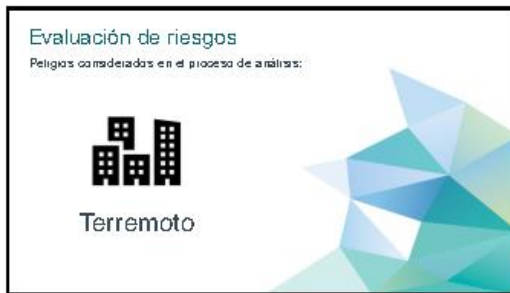 Evaluación de riesgos
Peligros considerados en el proceso de análisis:
Terremoto